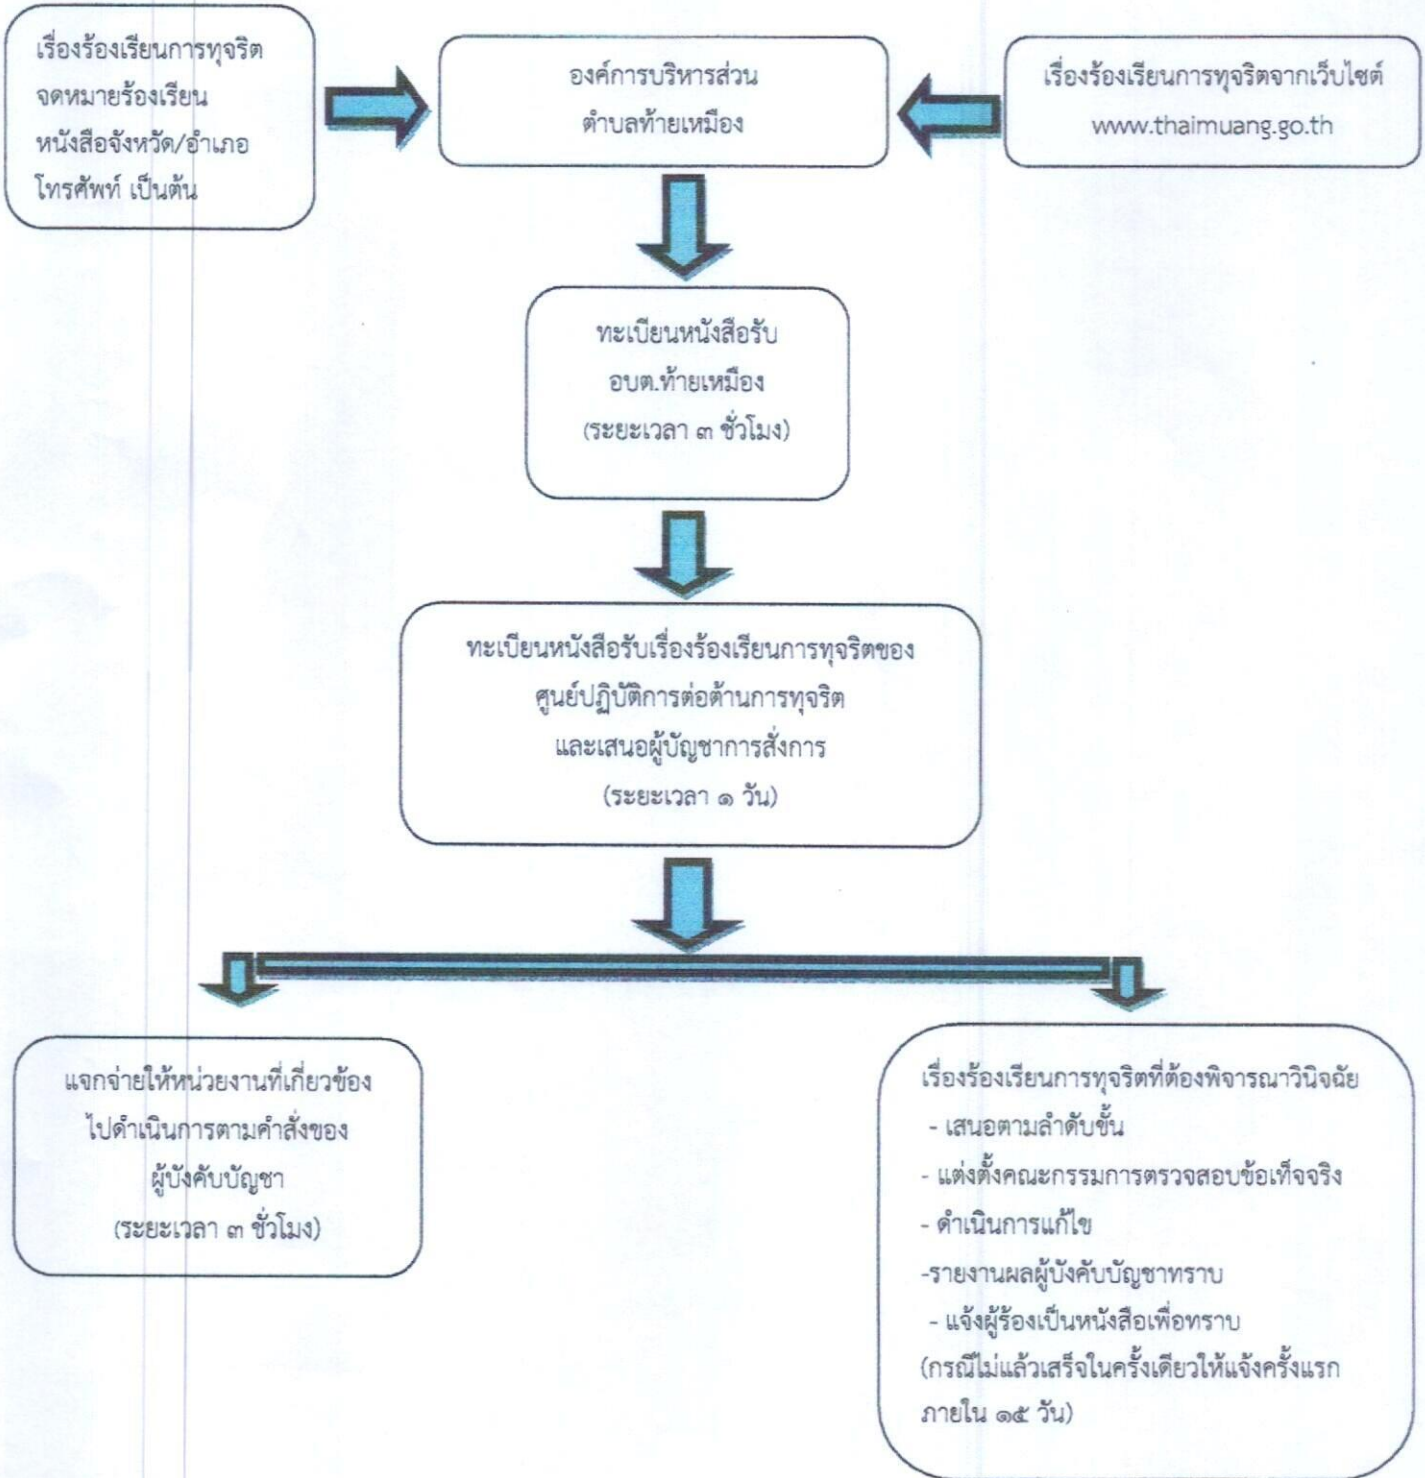 เรื่องร้องเรียนการทุจริต
จดหมายร้องเรียน
หนังสือจังหวัด/อำเภอ
โทรศัพท์ เป็นต้น
องค์การบริหารส่วน
ตำบลท้ายเหมือง
เรื่องร้องเรียนการทุจริตจากเว็บไซต์
www.thaimuang.go.th
ทะเบียนหนังสือรับ
อบต.ท้ายเหมือง
(ระยะเวลา ๓ ชั่วโมง)
ทะเบียนหนังสือรับเรื่องร้องเรียนการทุจริตของ
ศูนย์ปฏิบัติการต่อต้านการทุจริต
และเสนอผู้บัญชาการสั่งการ
(ระยะเวลา ๑ วัน)
แจกจ่ายให้หน่วยงานที่เกี่ยวข้อง
ไปดำเนินการตามคำสั่งของ
ผู้บังคับบัญชา
(ระยะเวลา ๓ ชั่วโมง)
เรื่องร้องเรียนการทุจริตที่ต้องพิจารณาวินิจฉัย
- เสนอตามลำดับชั้น
- แต่งตั้งคณะกรรมการตรวจสอบข้อเท็จจริง
- ดำเนินการแก้ไข
-รายงานผลผู้บังคับบัญชาทราบ
- แจ้งผู้ร้องเป็นหนังสือเพื่อทราบ
(กรณีไม่แล้วเสร็จในครั้งเดียวให้แจ้งครั้งแรก
ภายใน ๑๕ วัน)